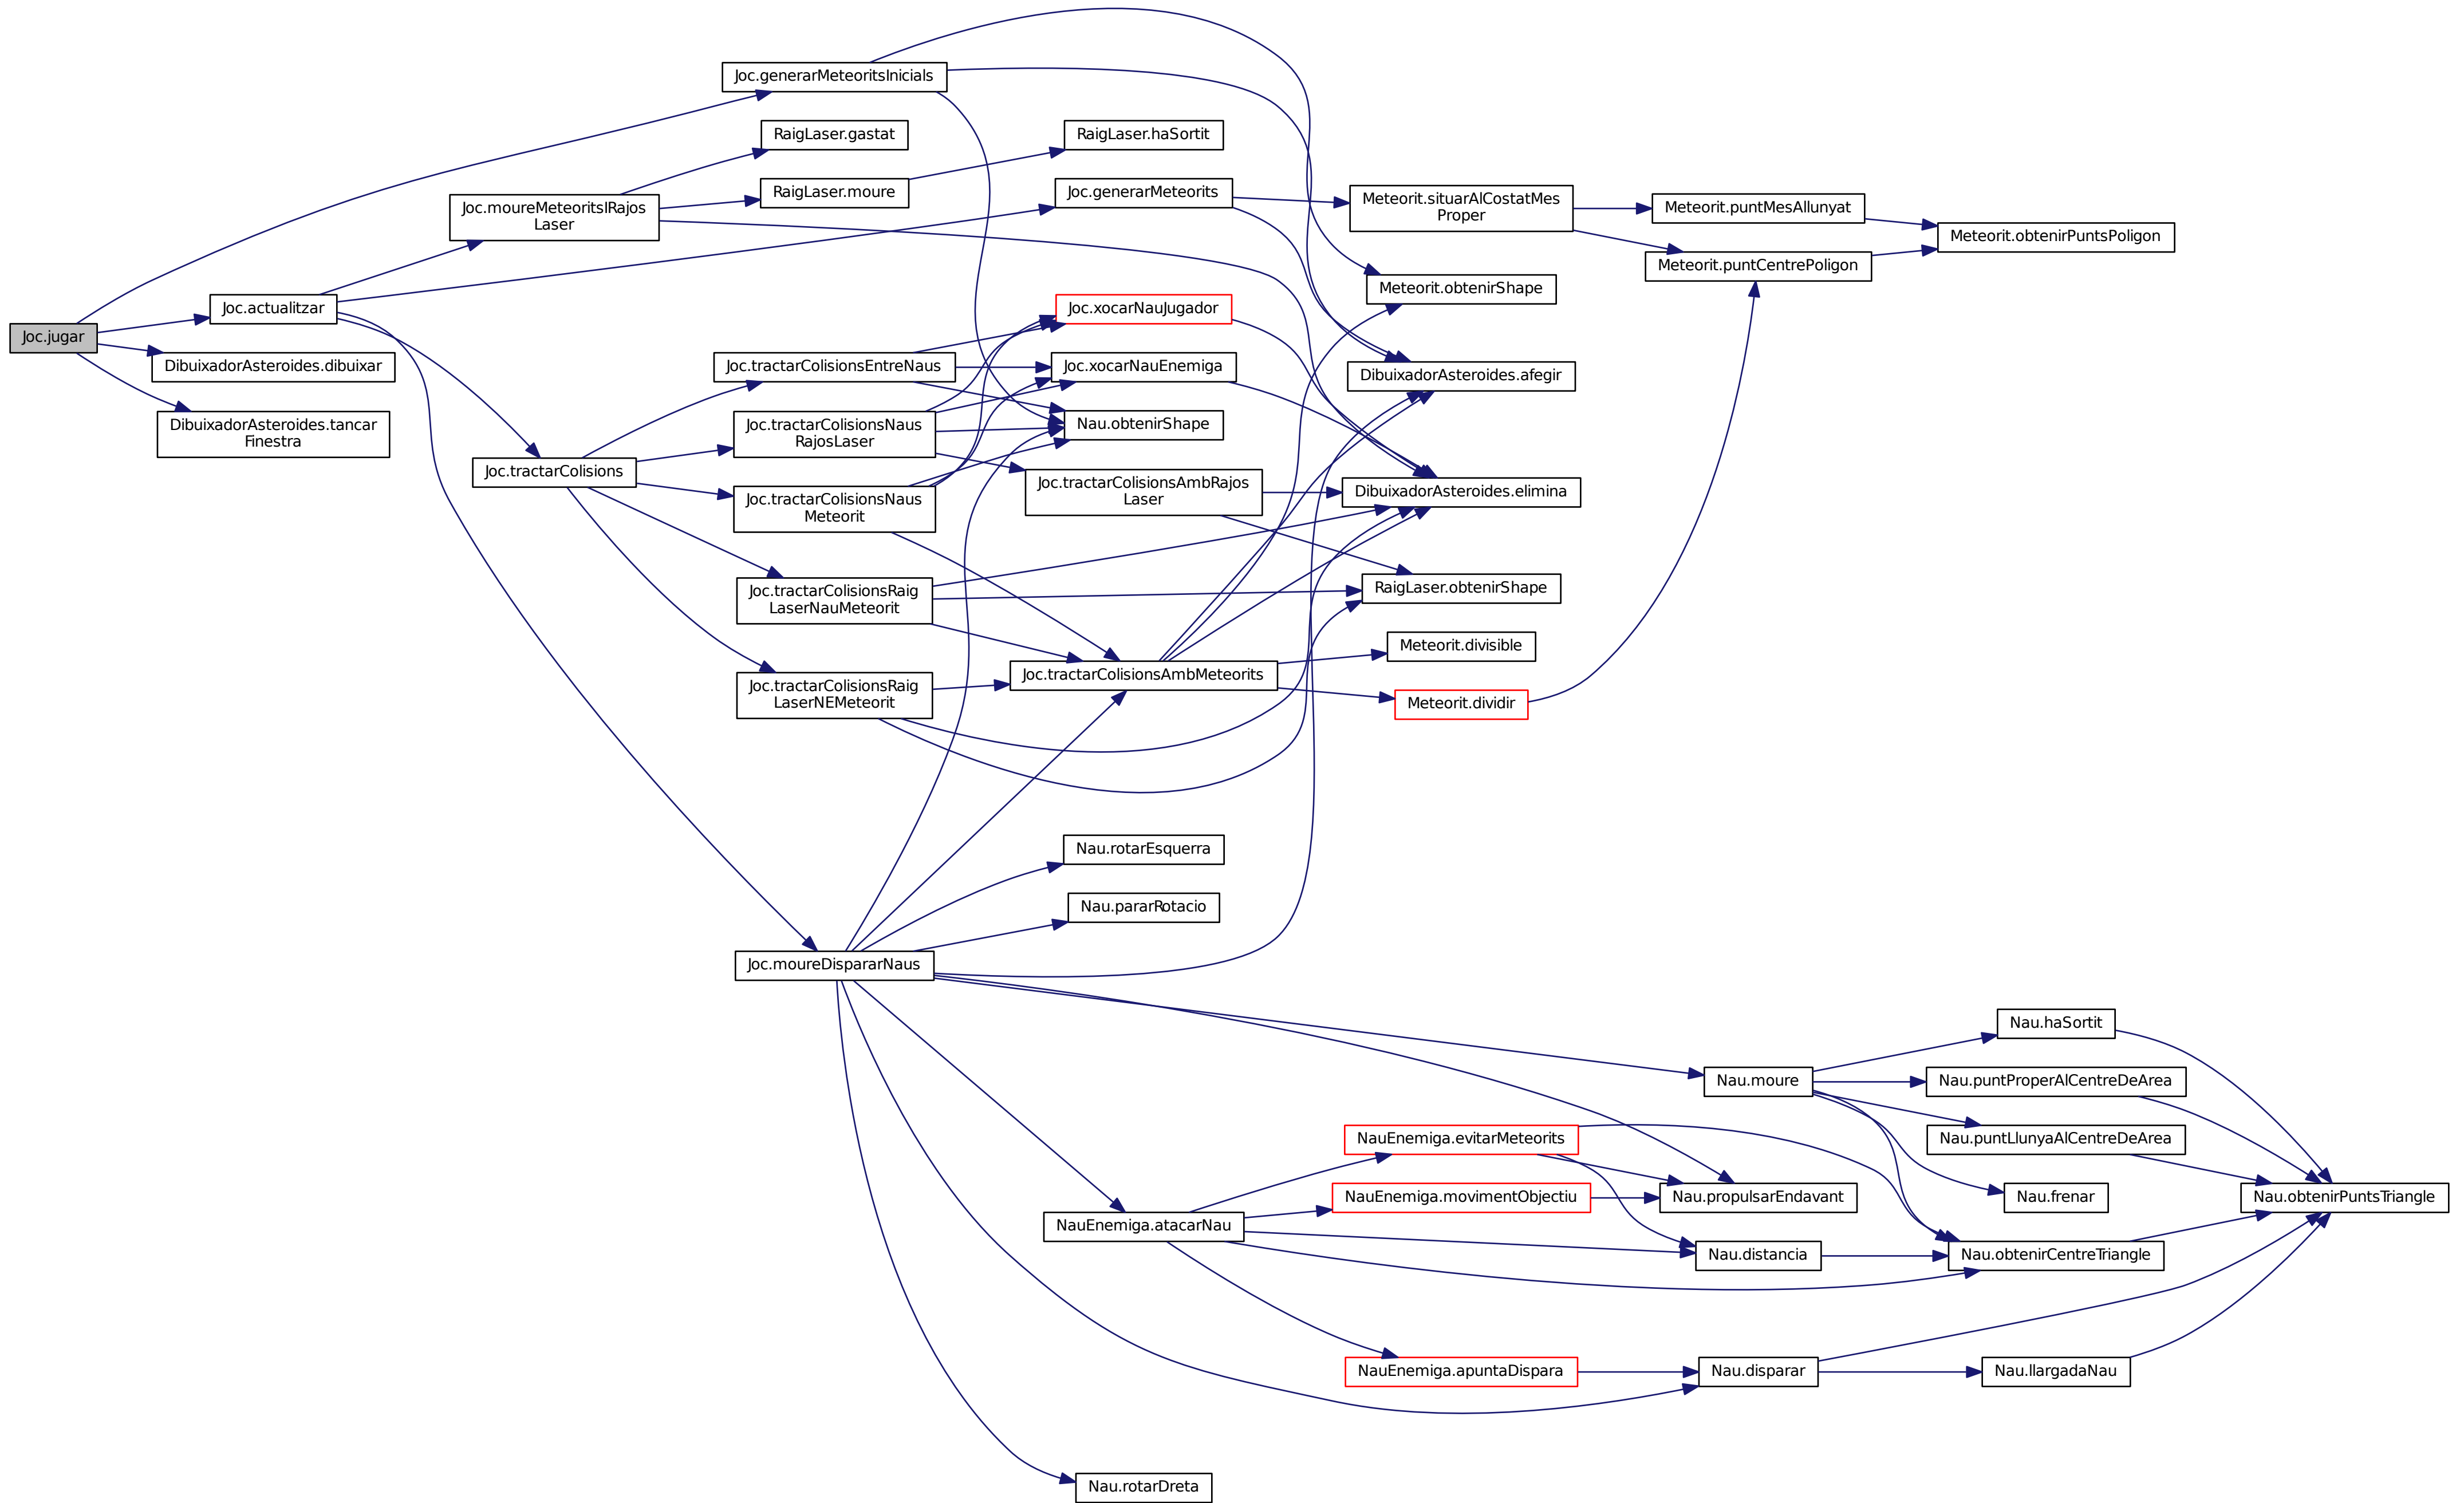 Joc.generarMeteoritsInicials
RaigLaser.gastat
RaigLaser.haSortit
RaigLaser.moure
Joc.generarMeteorits
Joc.moureMeteoritsIRajos
Laser
Meteorit.situarAlCostatMes
Proper
Meteorit.puntMesAllunyat
Meteorit.obtenirPuntsPoligon
Meteorit.puntCentrePoligon
Meteorit.obtenirShape
Joc.actualitzar
Joc.xocarNauJugador
Joc.jugar
DibuixadorAsteroides.dibuixar
Joc.tractarColisionsEntreNaus
Joc.xocarNauEnemiga
DibuixadorAsteroides.afegir
DibuixadorAsteroides.tancar
Finestra
Joc.tractarColisionsNaus
RajosLaser
Nau.obtenirShape
Joc.tractarColisions
Joc.tractarColisionsAmbRajos
Laser
DibuixadorAsteroides.elimina
Joc.tractarColisionsNaus
Meteorit
Joc.tractarColisionsRaig
LaserNauMeteorit
RaigLaser.obtenirShape
Meteorit.divisible
Joc.tractarColisionsAmbMeteorits
Joc.tractarColisionsRaig
LaserNEMeteorit
Meteorit.dividir
Nau.rotarEsquerra
Nau.pararRotacio
Joc.moureDispararNaus
Nau.haSortit
Nau.moure
Nau.puntProperAlCentreDeArea
NauEnemiga.evitarMeteorits
Nau.puntLlunyaAlCentreDeArea
NauEnemiga.movimentObjectiu
Nau.propulsarEndavant
Nau.frenar
Nau.obtenirPuntsTriangle
NauEnemiga.atacarNau
Nau.distancia
Nau.obtenirCentreTriangle
NauEnemiga.apuntaDispara
Nau.disparar
Nau.llargadaNau
Nau.rotarDreta